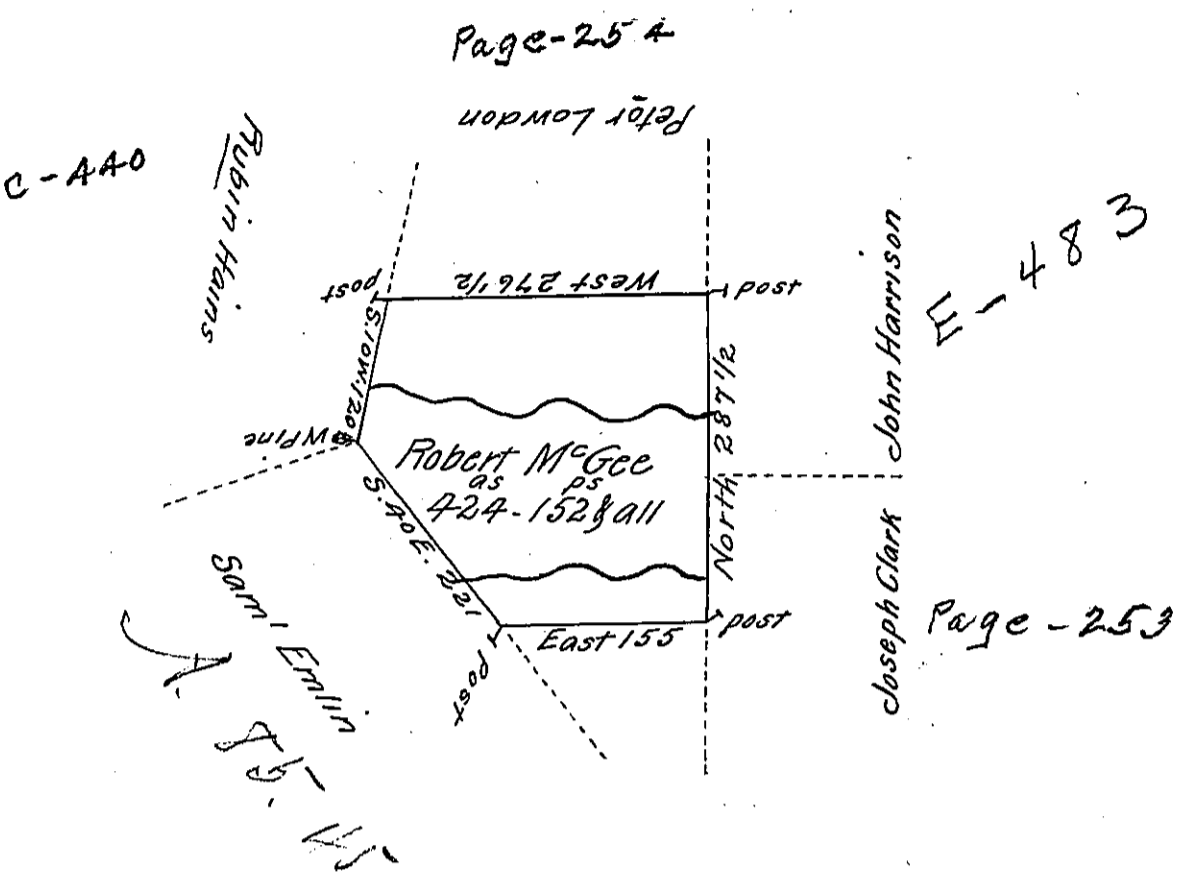 Page-254
Peter Lowdon
C-440
Rubin Hains
John Harrison
E-483
post
West 276 1/2
post
S.10W.120
North 287 1/2
W Pine
Robert McGee
as ps
424-152 & all
S.40E.221
Saml Emlin
East 155
post
post
Joseph Clark
Page-253